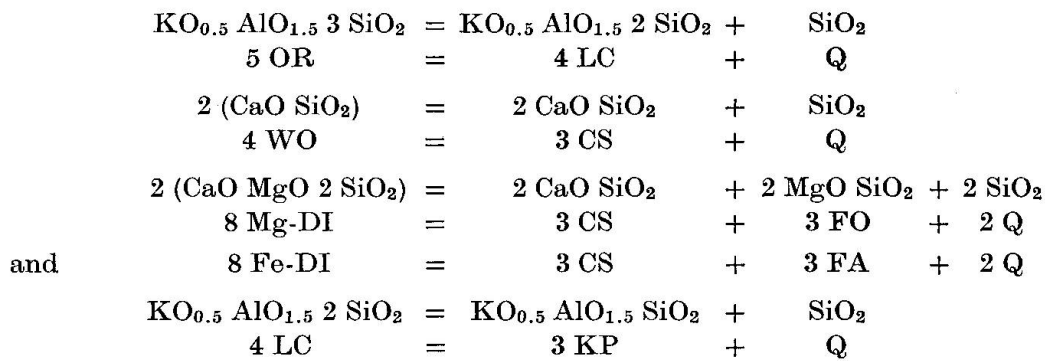 KO₀.₅ AlO₁.₅ 3 SiO₂ = KO₀.₅ AlO₁.₅ 2 SiO₂ + SiO₂
5 OR = 4 LC + Q
2 (CaO SiO₂) = 2 CaO SiO₂ + SiO₂
4 WO = 3 CS + Q
2 (CaO MgO 2 SiO₂) = 2 CaO SiO₂ + 2 MgO SiO₂ + 2 SiO₂
8 Mg-DI = 3 CS + 3 FO + 2 Q
and 8 Fe-DI = 3 CS + 3 FA + 2 Q
KO₀.₅ AlO₁.₅ 2 SiO₂ = KO₀.₅ AlO₁.₅ SiO₂ + SiO₂
4 LC = 3 KP + Q